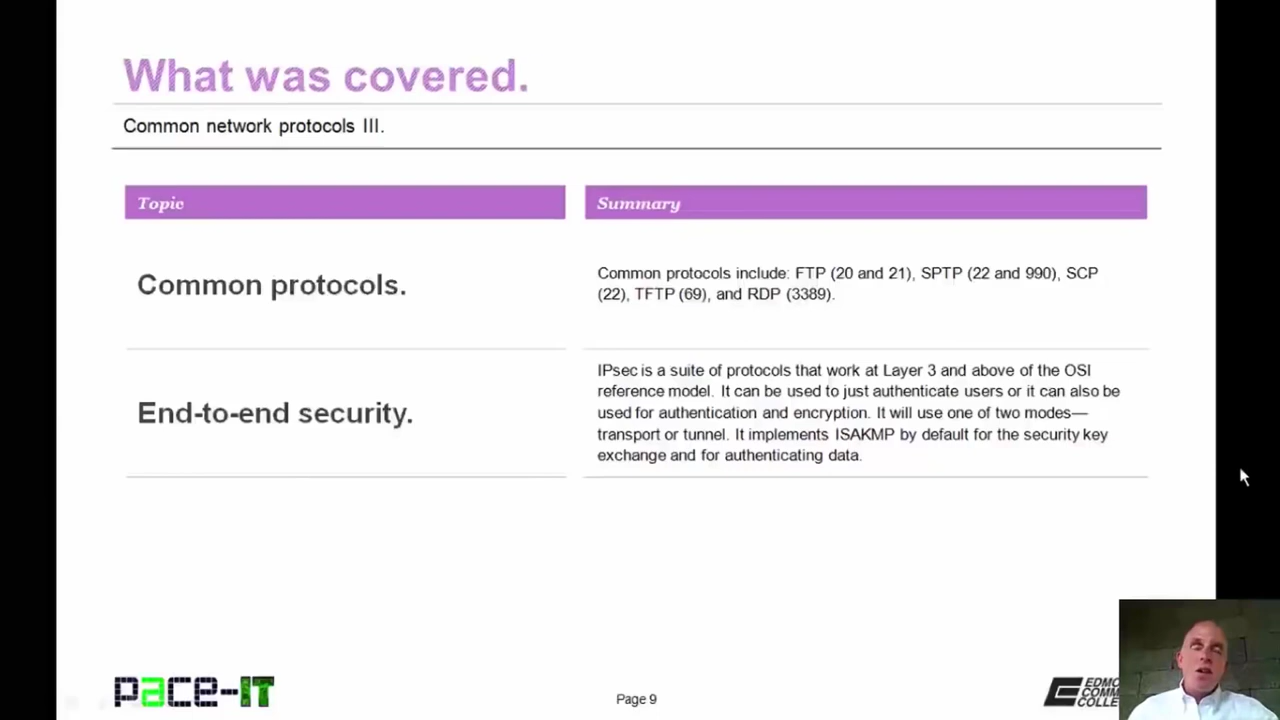 What was covered.
Common network protocols III.
Topic
Summary
Common protocols.
Common protocols include: FTP (20 and 21), SPTP (22 and 990), SCP
(22), TFTP (69), and RDP (3389).
End-to-end security.
IPsec is a suite of protocols that work at Layer 3 and above of the OSI
reference model. It can be used to just authenticate users or it can also be
used for authentication and encryption. It will use one of two modes—
transport or tunnel. It implements ISAKMP by default for the security key
exchange and for authenticating data.
pace-IT
Page 9
EDMO
COMM
COLLE